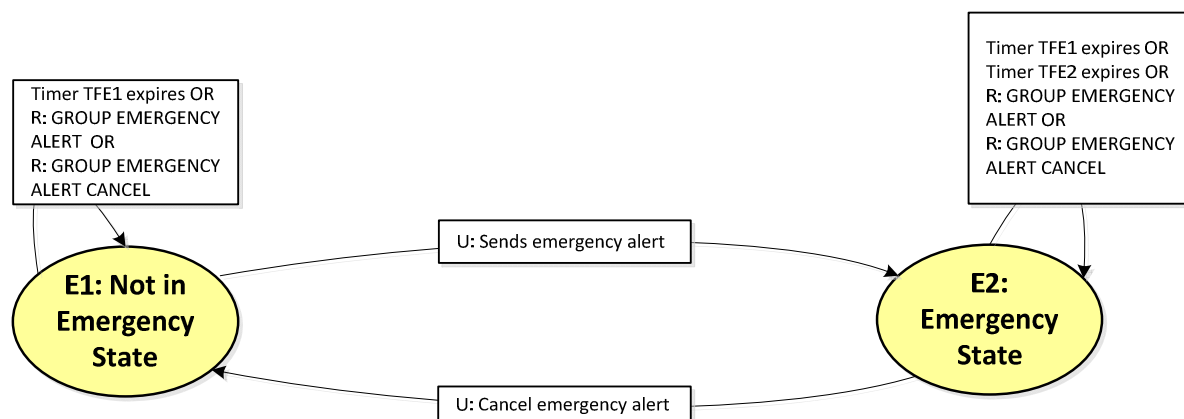 Timer TFE1 expires OR
R: GROUP EMERGENCY
ALERT OR
R: GROUP EMERGENCY
ALERT CANCEL
Timer TFE1 expires OR
Timer TFE2 expires OR
R: GROUP EMERGENCY
ALERT OR
R: GROUP EMERGENCY
ALERT CANCEL
U: Sends emergency alert
E1: Not in
Emergency
State
E2:
Emergency
State
U: Cancel emergency alert